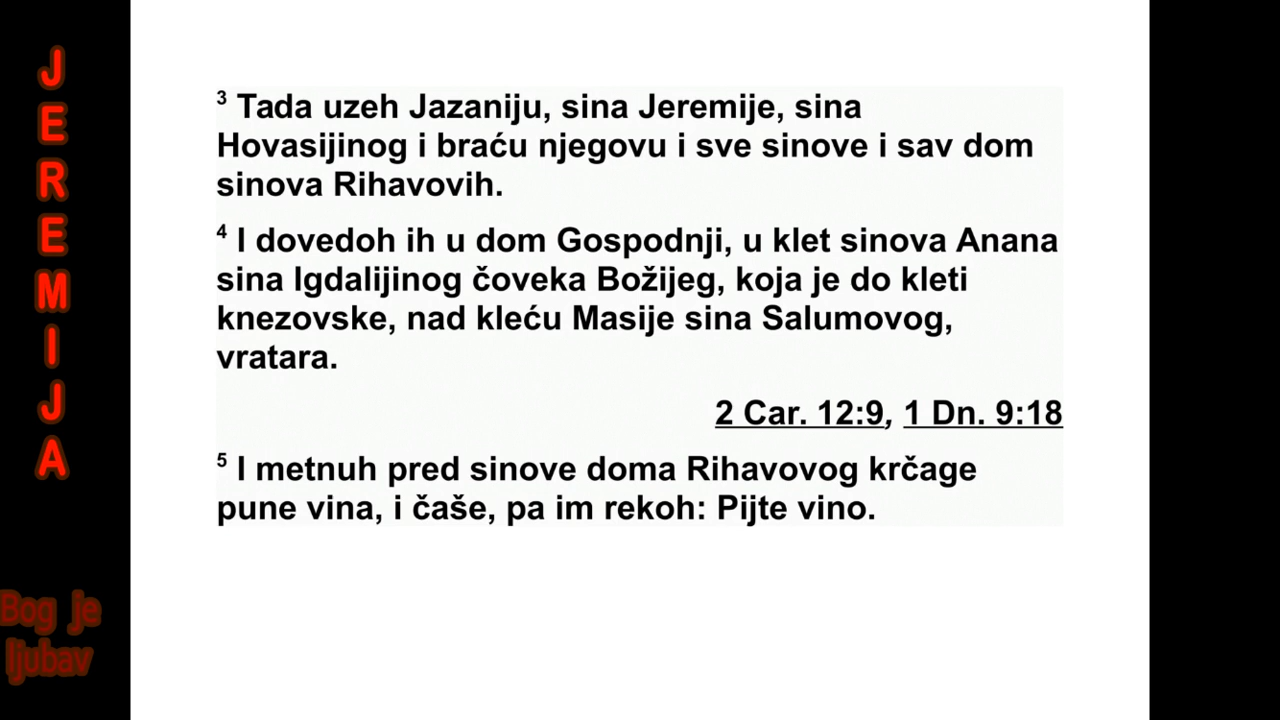 JEREMIJA
Bog je
ljubav
3 Tada uzeh Jazaniju, sina Jeremije, sina
Hovasijinog i braću njegovu i sve sinove i sav dom
sinova Rihavovih.
4 I dovedoh ih u dom Gospodnji, u klet sinova Anana
sina Igdalijinog čoveka Božijeg, koja je do kleti
knezovske, nad kleću Masije sina Salumovog,
vratara.
2 Car. 12:9, 1 Dn. 9:18
5 I metnuh pred sinove doma Rihavovog krčage
pune vina, i čaše, pa im rekoh: Pijte vino.